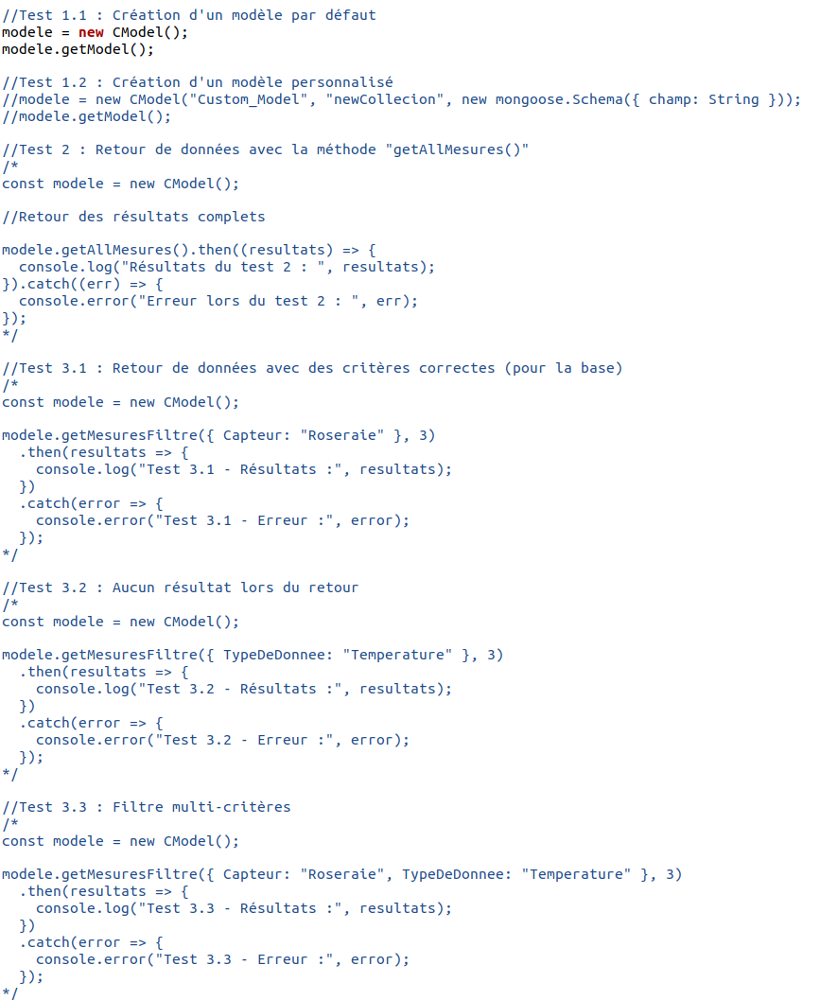 //Test 1.1 : Création d'un modèle par défaut
modele = new CModel();
modele.getModel();

//Test 1.2 : Création d'un modèle personnalisé
//modele = new CModel("Custom_Model", "newCollecion", new mongoose.Schema({ champ: String }));
//modele.getModel();

//Test 2 : Retour de données avec la méthode "getAllMesures()"
/*
const modele = new CModel();

//Retour des résultats complets

modele.getAllMesures().then((resultats) => {
  console.log("Résultats du test 2 : ", resultats);
}).catch((err) => {
  console.error("Erreur lors du test 2 : ", err);
});
*/

//Test 3.1 : Retour de données avec des critères correctes (pour la base)
/*
const modele = new CModel();

modele.getMesuresFiltre({ Capteur: "Roseraie" }, 3)
  .then(resultats => {
    console.log("Test 3.1 - Résultats :", resultats);
  })
  .catch(error => {
    console.error("Test 3.1 - Erreur :", error);
  });
*/

//Test 3.2 : Aucun résultat lors du retour
/*
const modele = new CModel();

modele.getMesuresFiltre({ TypeDeDonnee: "Temperature" }, 3)
  .then(resultats => {
    console.log("Test 3.2 - Résultats :", resultats);
  })
  .catch(error => {
    console.error("Test 3.2 - Erreur :", error);
  });
*/

//Test 3.3 : Filtre multi-critères
/*
const modele = new CModel();

modele.getMesuresFiltre({ Capteur: "Roseraie", TypeDeDonnee: "Temperature" }, 3)
  .then(resultats => {
    console.log("Test 3.3 - Résultats :", resultats);
  })
  .catch(error => {
    console.error("Test 3.3 - Erreur :", error);
  });
*/